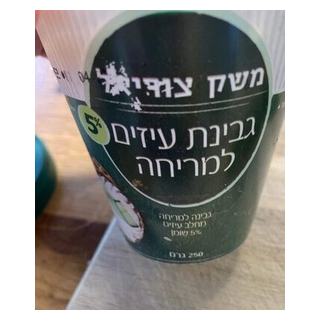 משק צוריאל
5%
גבינת עיזים
למריחה
גבינה למריחה
מחלב עיזים
5% שומן
250 גרם